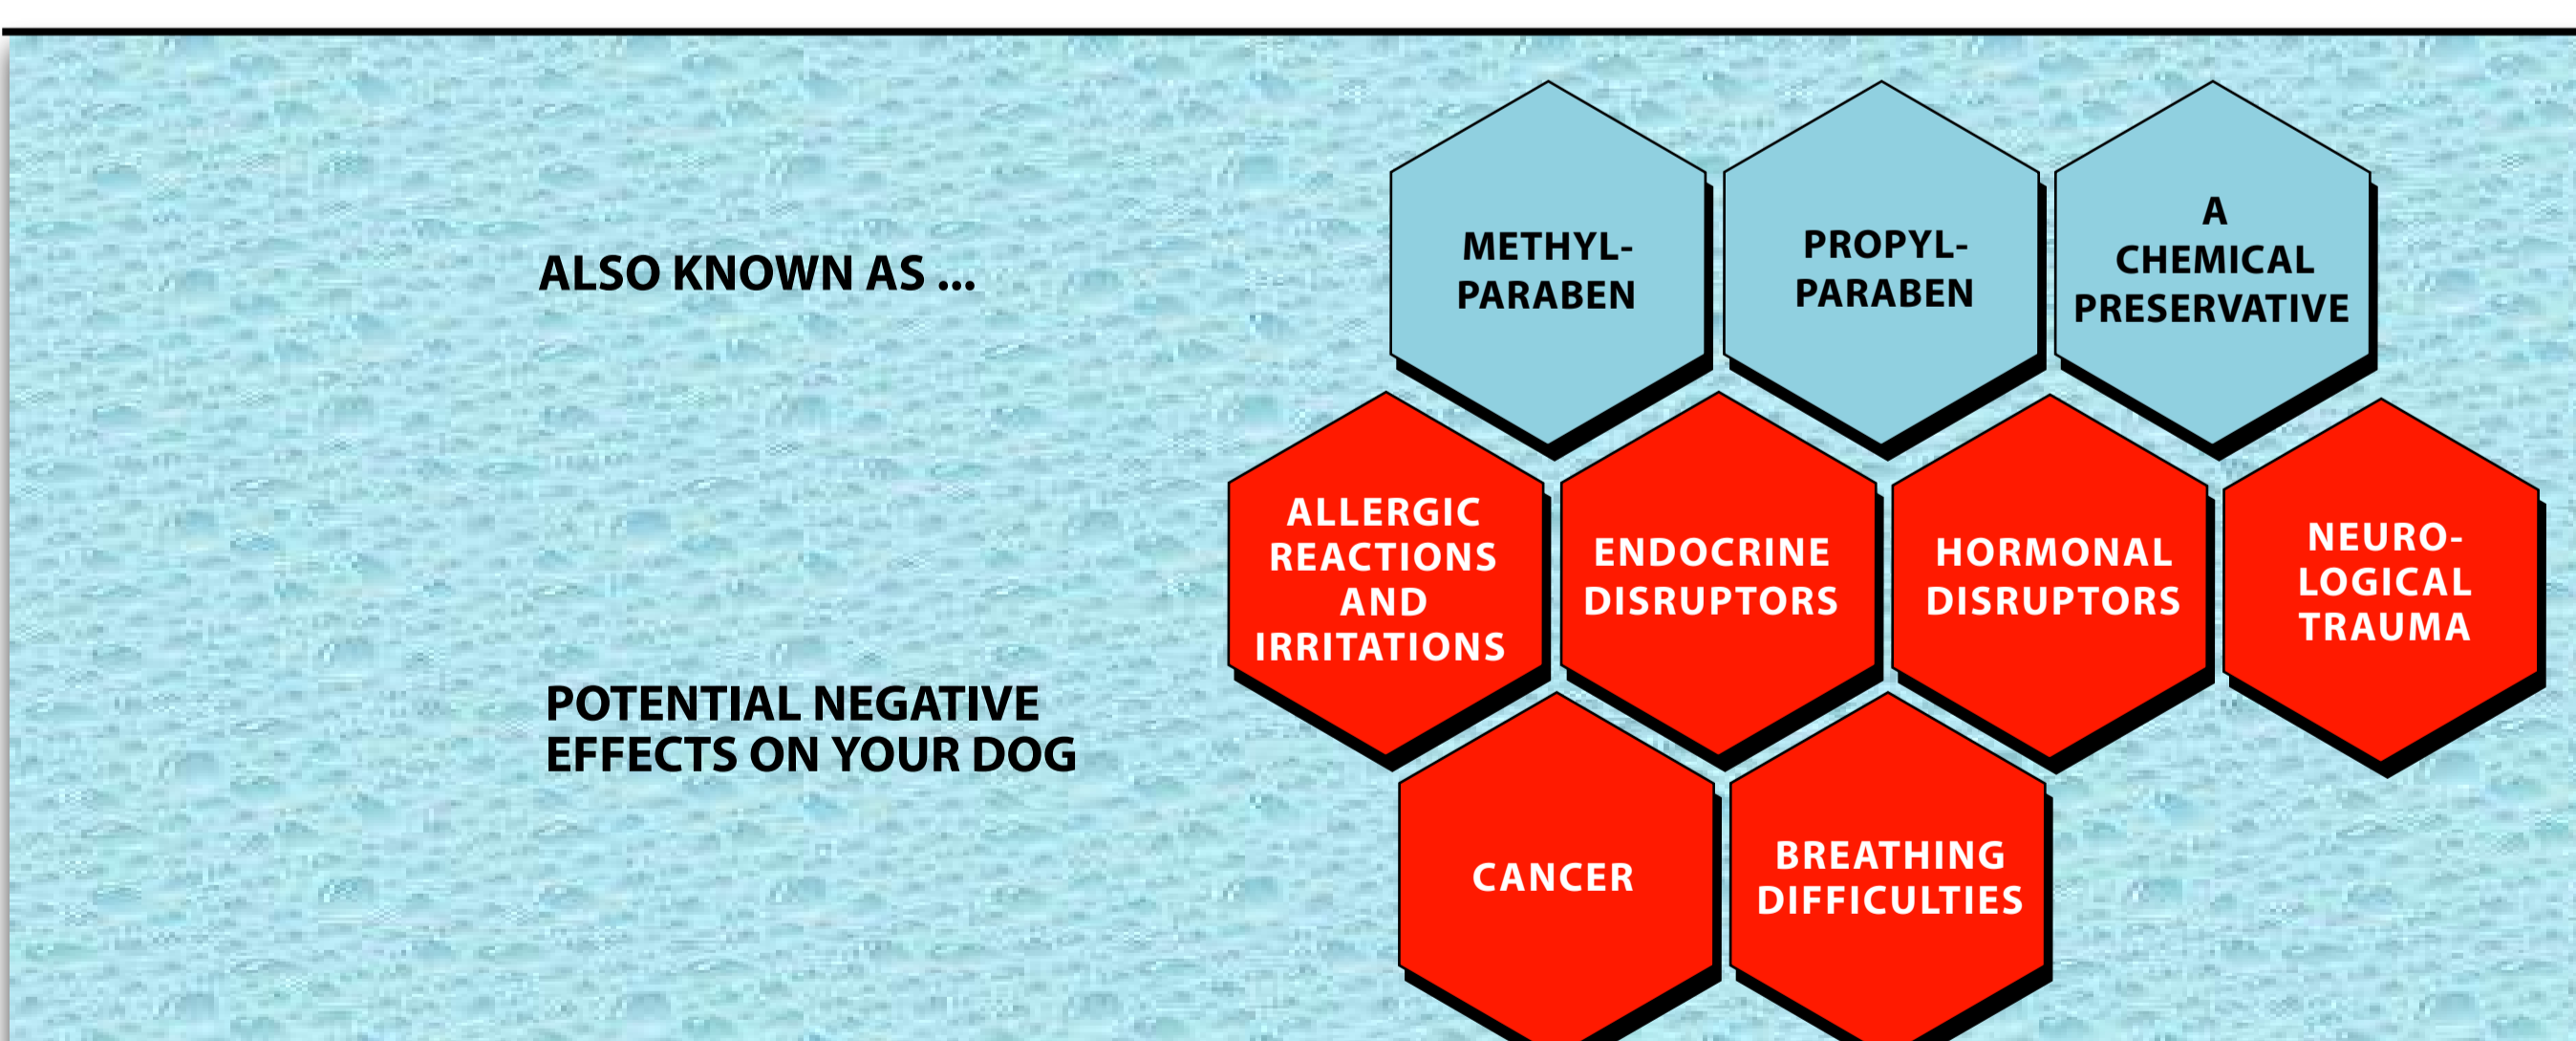 ALSO KNOWN AS ...
METHYL-
PARABEN
PROPYL-
PARABEN
A
CHEMICAL
PRESERVATIVE
POTENTIAL NEGATIVE
EFFECTS ON YOUR DOG
ALLERGIC
REACTIONS
AND
IRRITATIONS
ENDOCRINE
DISRUPTORS
HORMONAL
DISRUPTORS
NEURO-
LOGICAL
TRAUMA
CANCER
BREATHING
DIFFICULTIES